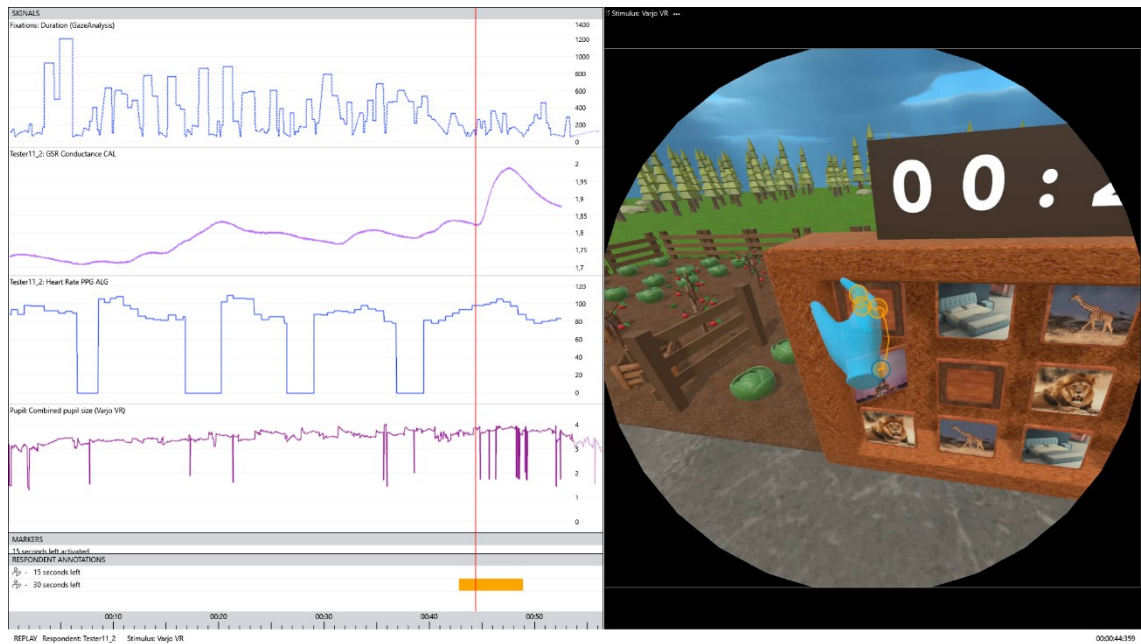 SIGNALS
Fixations: Duration (GazeAnalysis)
1400
1200
1000
800
600
400
200
0
Tester11_2: GSR Conductance CAL
2
1,95
1,9
1,85
1,8
1,75
1,7
Tester11_2: Heart Rate PPG ALG
120
100
80
60
40
20
0
Pupil: Combined pupil size (Varjo VR)
4
3
2
1
0
MARKERS
15 seconds left activated
RESPONDENT ANNOTATIONS
- 15 seconds left
- 30 seconds left
00:10 00:20 00:30 00:40 00:50
REPLAY Respondent: Tester11_2 Stimulus: Varjo VR
Stimulus: Varjo VR •••
00:
00:00:44:359